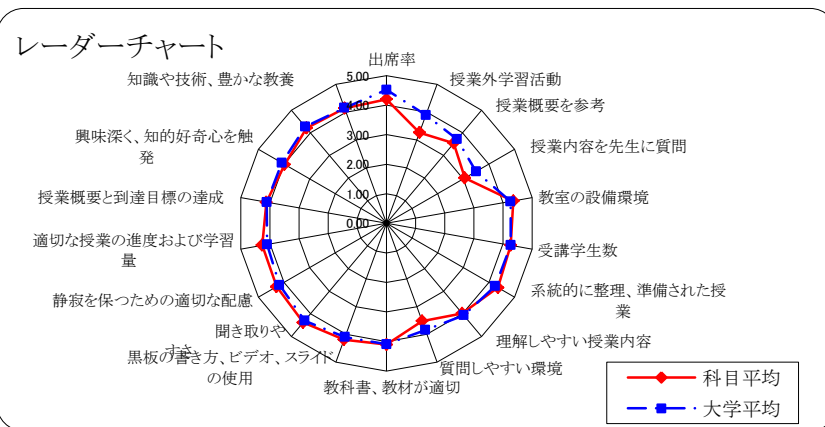 レーダーチャート
出席率
授業外学習活動
授業概要を参考
授業内容を先生に質問
教室の設備環境
受講学生数
系統的に整理、準備された授
業
理解しやすい授業内容
質問しやすい環境
教科書、教材が適切
黒板の書き方、ビデオ、スライド
の使用
聞き取りや
すさ
静寂を保つための適切な配慮
適切な授業の進度および学習
量
授業概要と到達目標の達成
興味深く、知的好奇心を触
発
知識や技術、豊かな教養
5.00
4.00
3.00
2.00
1.00
0.00
科目平均
大学平均